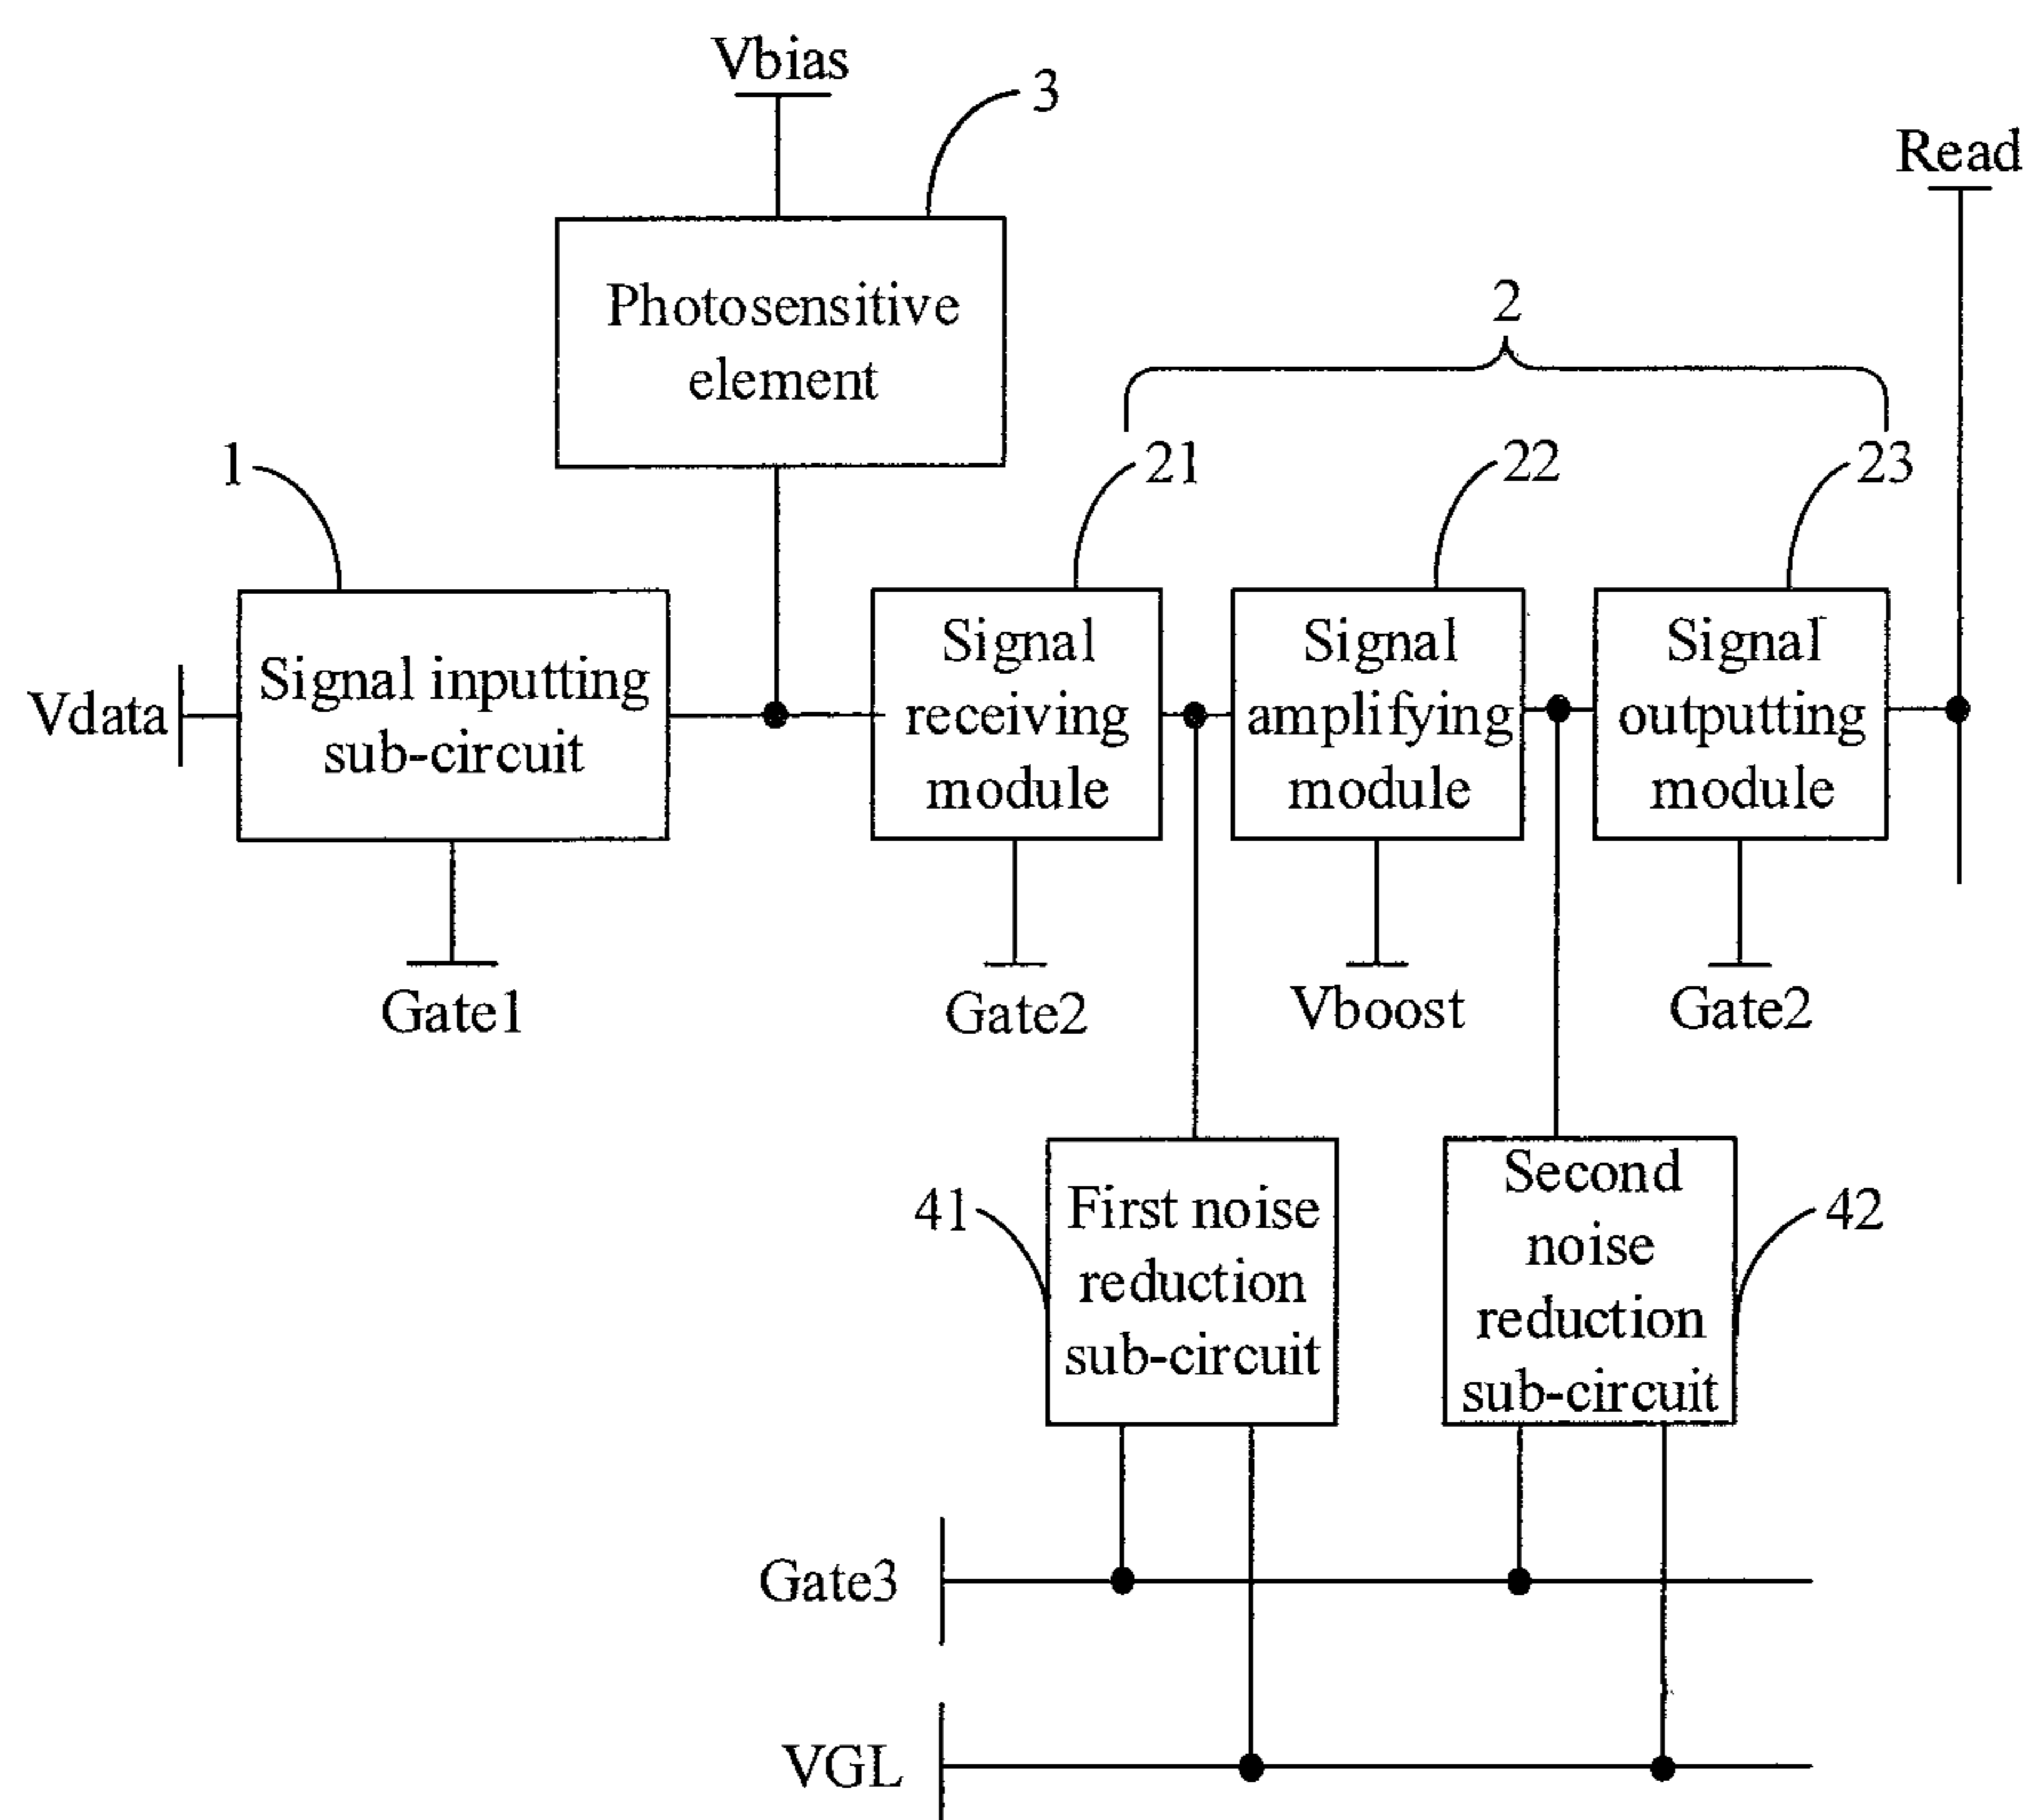 Vbias
3
Read
Photosensitive
element
2
1
21
22
23
Vdata
Signal inputting
sub-circuit
Signal
receiving
module
Signal
amplifying
module
Signal
outputting
module
Gate1
Gate2
Vboost
Gate2
41
First noise
reduction
sub-circuit
Second
noise
reduction
sub-circuit
42
Gate3
VGL